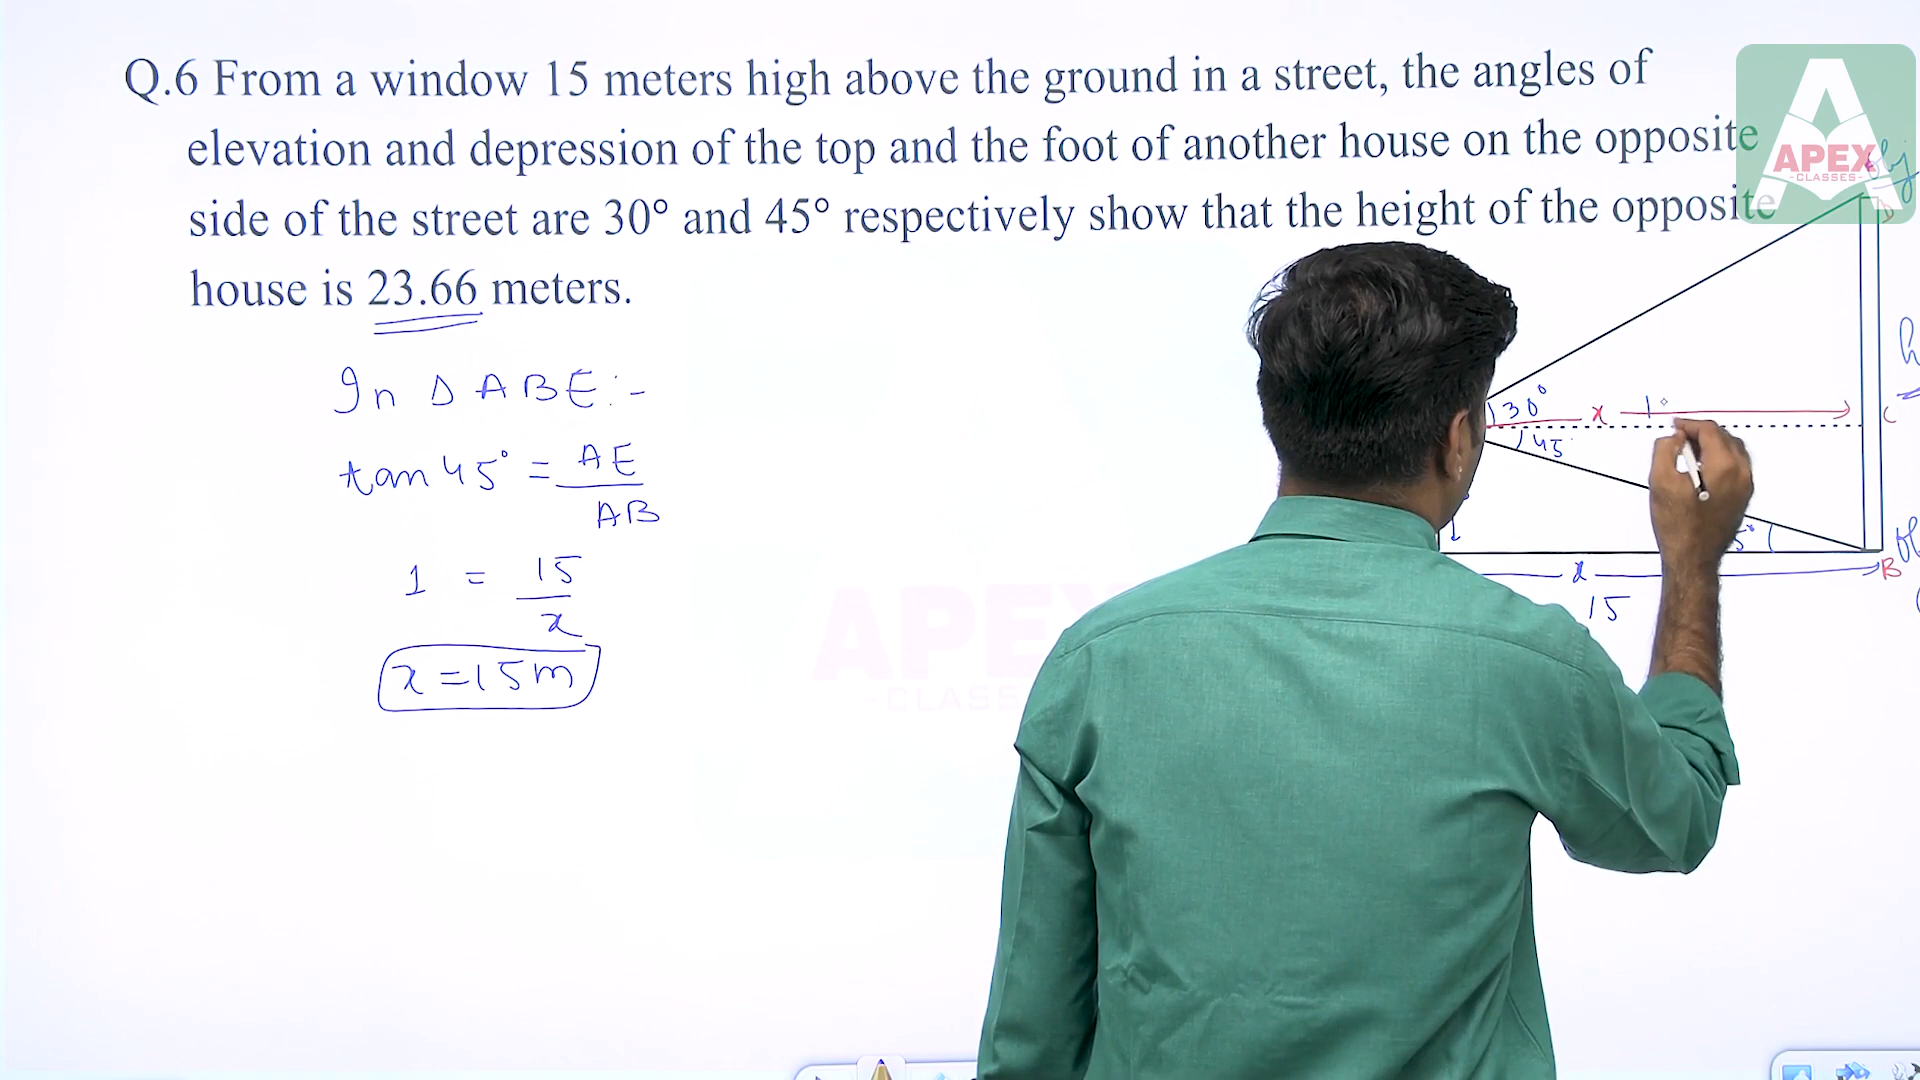 Q.6 From a window 15 meters high above the ground in a street, the angles of
elevation and depression of the top and the foot of another house on the opposite
side of the street are 30° and 45° respectively show that the height of the opposite
house is 23.66 meters.
APEX
-CLASSES-
In Δ ABE :-
tan 45° = AE
AB
1 = 15
x
x = 15m
30°
x
45°
C
h
x
B
15
APEX
-CLASSES